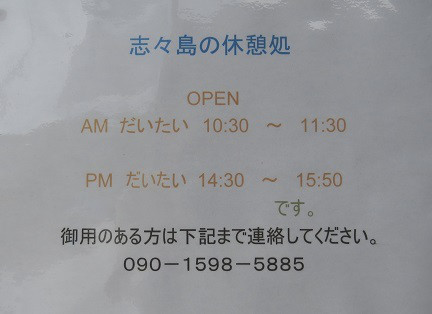 志々島の休憩処
OPEN
AM だいたい 10:30 ～ 11:30
PM だいたい 14:30 ～ 15:50
です。
御用のある方は下記まで連絡してください。
090－1598－5885